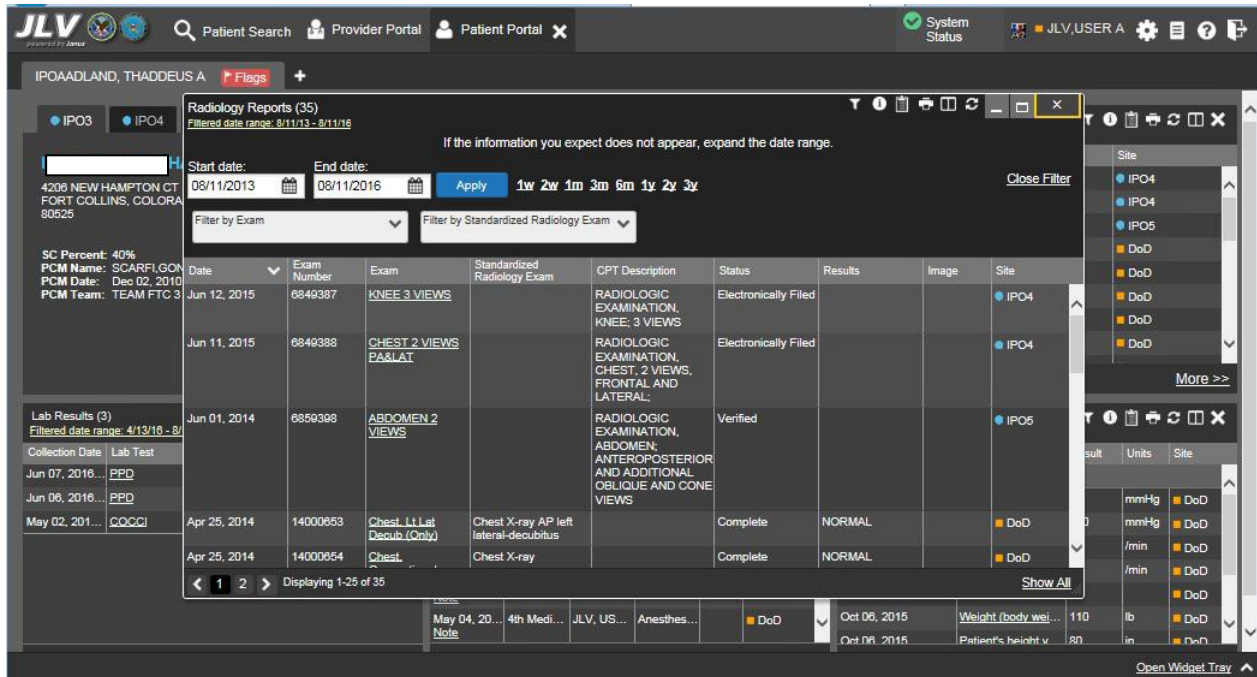 JLV
powered by Janus
Patient Search
Provider Portal
Patient Portal
System
Status
JLV,USER A
IPOAADLAND, THADDEUS A
Flags
+
IPO3
IPO4
4206 NEW HAMPTON CT
FORT COLLINS, COLORA
80525
SC Percent: 40%
PCM Name: SCARFI,GON
PCM Date: Dec 02, 2010
PCM Team: TEAM FTC 3
Radiology Reports (35)
Filtered date range: 8/11/13 - 8/11/16
If the information you expect does not appear, expand the date range.
Start date:
End date:
08/11/2013
08/11/2016
Apply
1w 2w 1m 3m 6m 1y 2y 3y
Close Filter
Filter by Exam
Filter by Standardized Radiology Exam
Date
Exam
Number
Exam
Standardized
Radiology Exam
CPT Description
Status
Results
Image
Site
Jun 12, 2015
6849387
KNEE 3 VIEWS
RADIOLOGIC
EXAMINATION,
KNEE; 3 VIEWS
Electronically Filed
IPO4
Jun 11, 2015
6849388
CHEST 2 VIEWS
PA&LAT
RADIOLOGIC
EXAMINATION,
CHEST, 2 VIEWS,
FRONTAL AND
LATERAL;
Electronically Filed
IPO4
Jun 01, 2014
6859398
ABDOMEN 2
VIEWS
RADIOLOGIC
EXAMINATION,
ABDOMEN;
ANTEROPOSTERIOR
AND ADDITIONAL
OBLIQUE AND CONE
VIEWS
Verified
IPO5
Apr 25, 2014
14000653
Chest, Lt Lat
Decub (Only)
Chest X-ray AP left
lateral-decubitus
Complete
NORMAL
DoD
Apr 25, 2014
14000654
Chest,
Chest X-ray
Complete
NORMAL
DoD
1 2
Displaying 1-25 of 35
Show All
Site
IPO4
IPO4
IPO5
DoD
DoD
DoD
DoD
DoD
More >>
Lab Results (3)
Filtered date range: 4/13/16 - 8/
Collection Date
Lab Test
Jun 07, 2016...
PPD
Jun 06, 2016...
PPD
May 02, 201...
COCCI
Note
May 04, 20...
Note
4th Medi...
JLV, US...
Anesthes...
DoD
sult
Units
Site
mmHg
DoD
mmHg
DoD
/min
DoD
/min
DoD
DoD
Oct 06, 2015
Weight (body wei...
110
lb
DoD
Oct 06, 2015
Patient's height v
80
in
DoD
Open Widget Tray